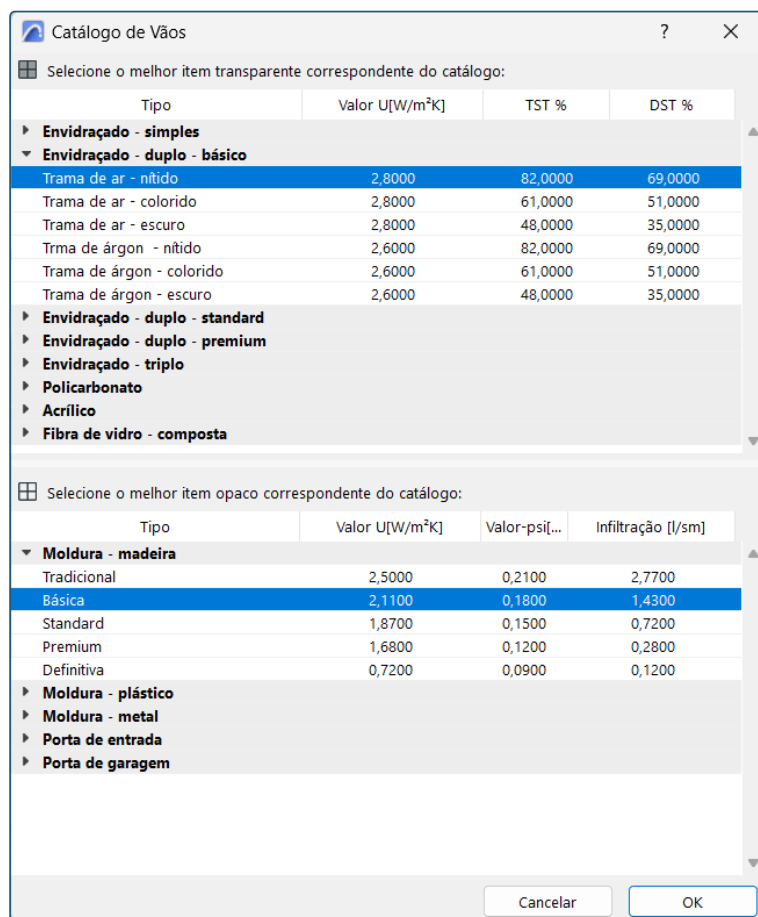 Catálogo de Vãos ?
Selecione o melhor item transparente correspondente do catálogo:
Tipo Valor U[W/m²K] TST % DST %
Envidraçado - simples
Envidraçado - duplo - básico
Trama de ar - nítido 2,8000 82,0000 69,0000
Trama de ar - colorido 2,8000 61,0000 51,0000
Trama de ar - escuro 2,8000 48,0000 35,0000
Trma de árgon - nítido 2,6000 82,0000 69,0000
Trama de árgon - colorido 2,6000 61,0000 51,0000
Trama de árgon - escuro 2,6000 48,0000 35,0000
Envidraçado - duplo - standard
Envidraçado - duplo - premium
Envidraçado - triplo
Policarbonato
Acrílico
Fibra de vidro - composta
Selecione o melhor item opaco correspondente do catálogo:
Tipo Valor U[W/m²K] Valor-psi[... Infiltração [l/sm]
Moldura - madeira
Tradicional 2,5000 0,2100 2,7700
Básica 2,1100 0,1800 1,4300
Standard 1,8700 0,1500 0,7200
Premium 1,6800 0,1200 0,2800
Definitiva 0,7200 0,0900 0,1200
Moldura - plástico
Moldura - metal
Porta de entrada
Porta de garagem
Cancelar OK